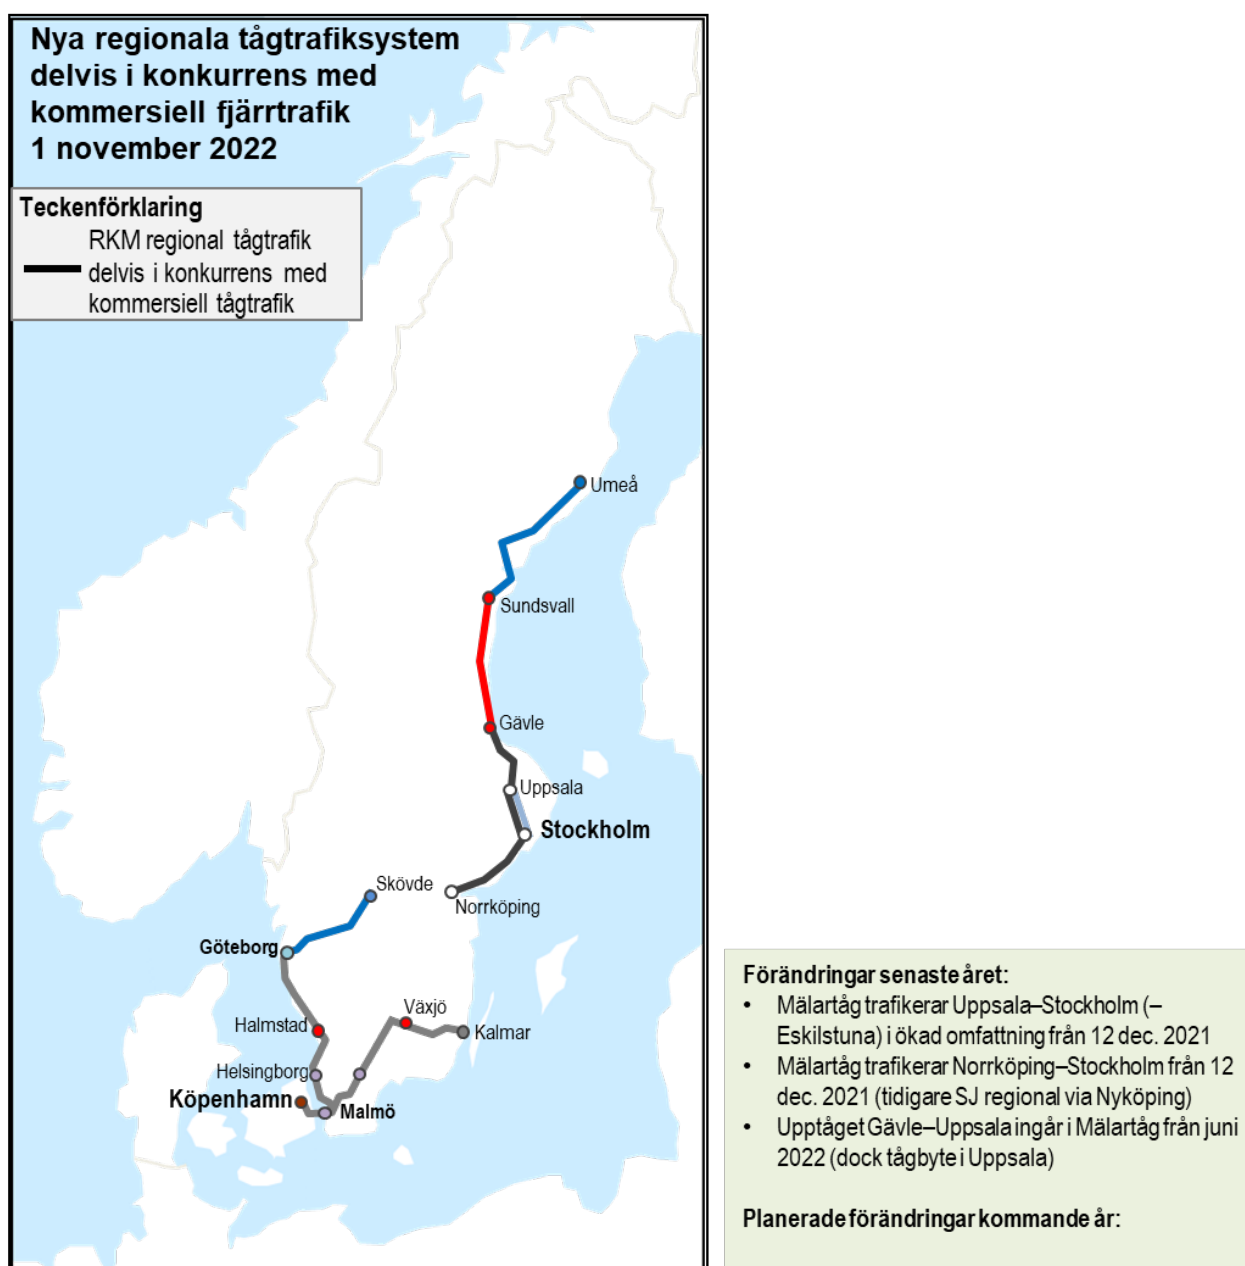 Nya regionala tågtrafiksystem
delvis i konkurrens med
kommersiell fjärrtrafik
1 november 2022
Teckenförklaring
RKM regional tågtrafik
delvis i konkurrens med
kommersiell tågtrafik
Umeå
Sundsvall
Gävle
Uppsala
Stockholm
Skövde
Norrköping
Göteborg
Växjö
Halmstad
Kalmar
Helsingborg
Köpenhamn
Malmö
Förändringar senaste året:
• Mälartåg trafikerar Uppsala–Stockholm (–
Eskilstuna) i ökad omfattning från 12 dec. 2021
• Mälartåg trafikerar Norrköping–Stockholm från 12
dec. 2021 (tidigare SJ regional via Nyköping)
• Upptåget Gävle–Uppsala ingår i Mälartåg från juni
2022 (dock tågbyte i Uppsala)
Planerade förändringar kommande år: